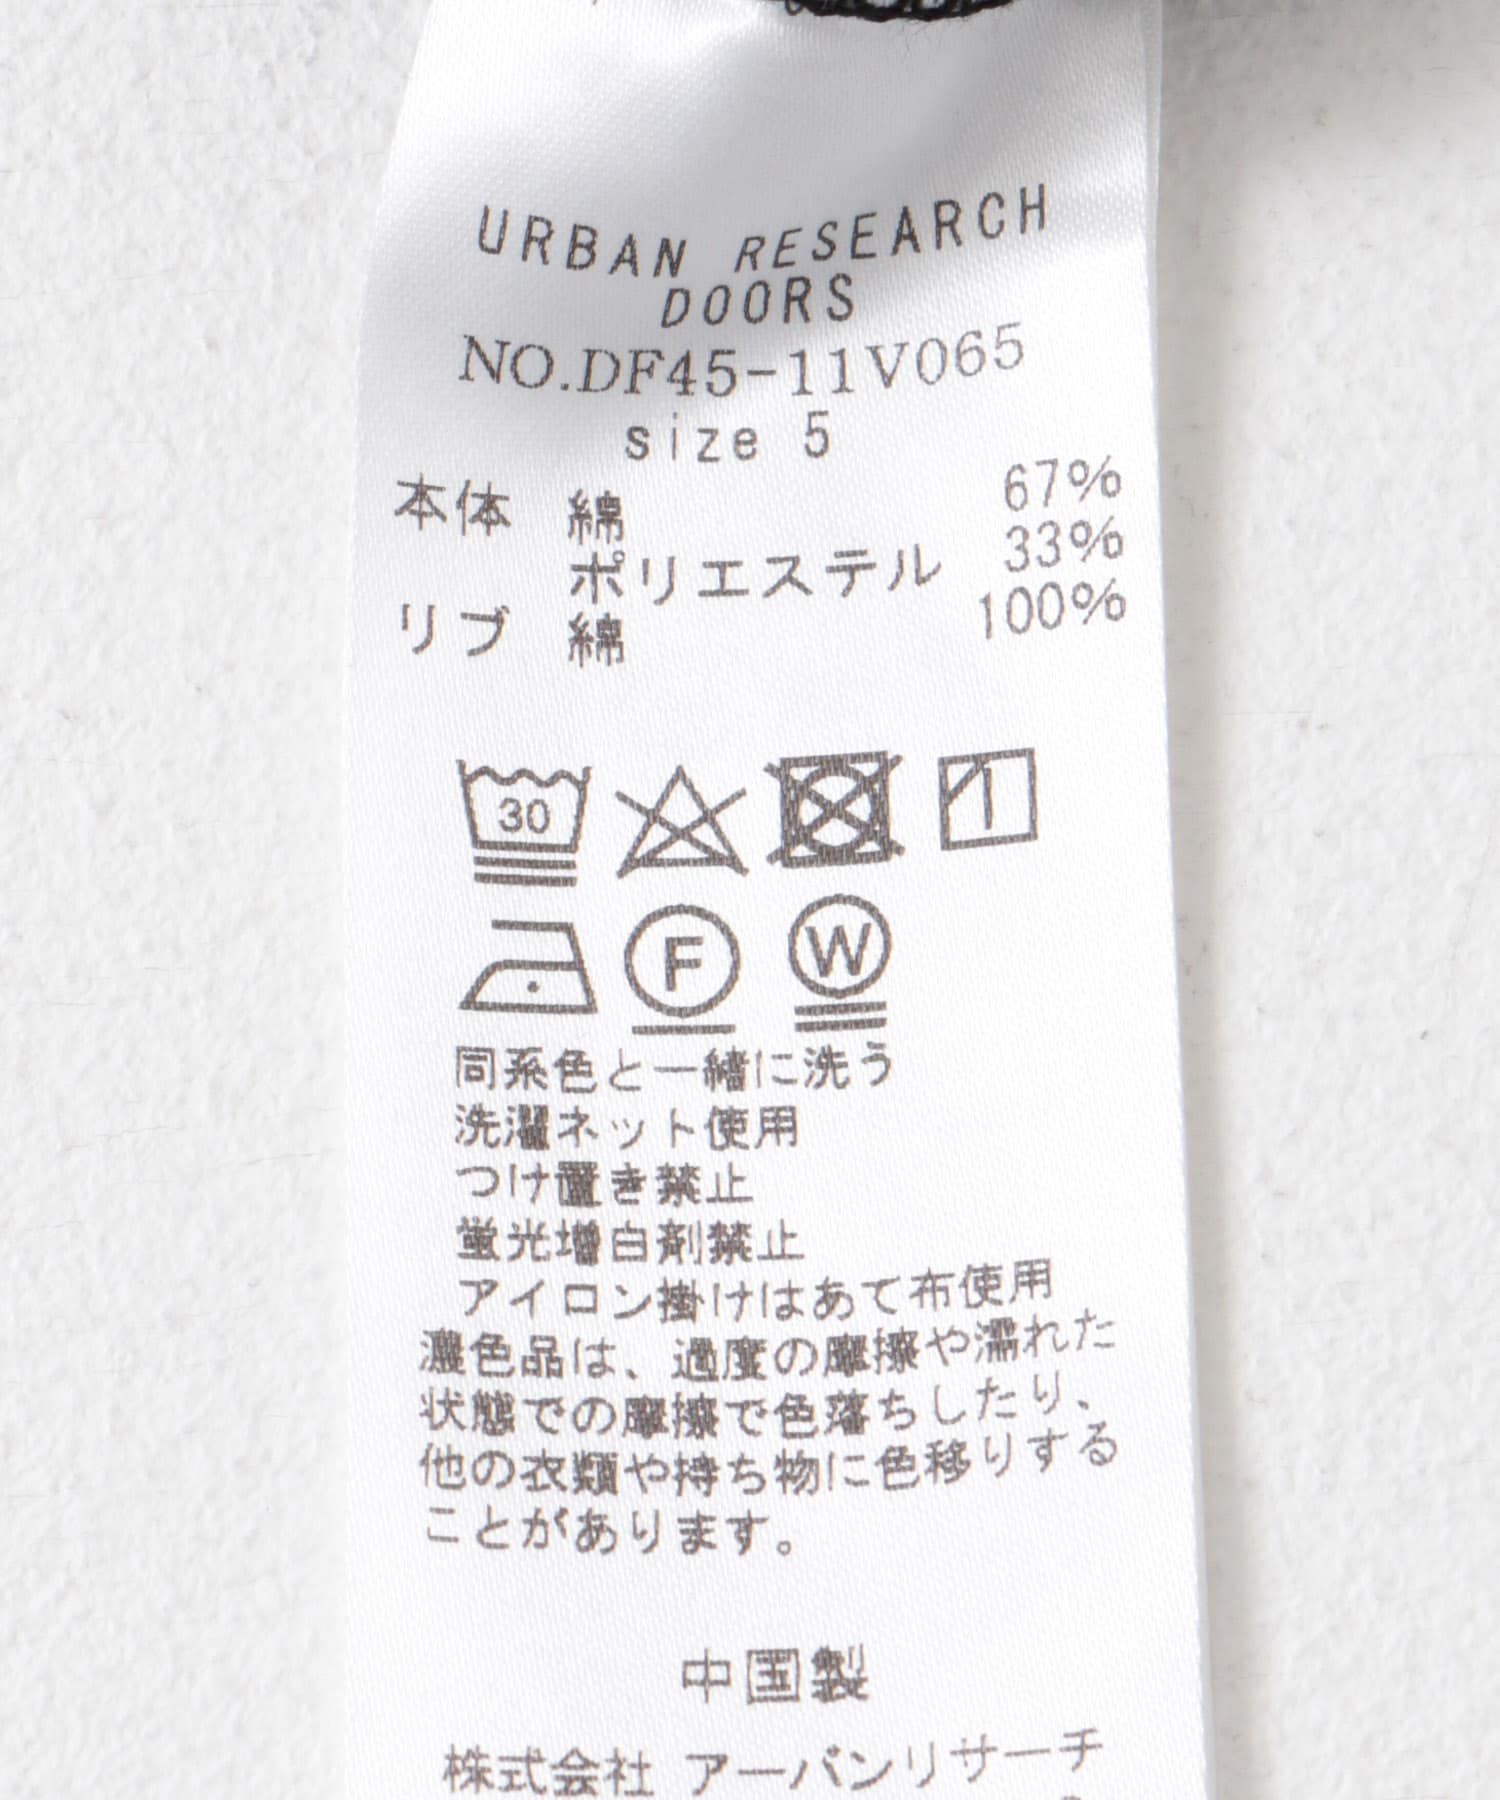 URBAN RESEARCH
DOORS
NO.DF45-11V065
size 5
本体 綿 67%
ポリエステル 33%
リブ 綿 100%
30
F
W
同系色と一緒に洗う
洗濯ネット使用
つけ置き禁止
蛍光増白剤禁止
アイロン掛けはあて布使用
濃色品は、過度の摩擦や濡れた
状態での摩擦で色落ちしたり、
他の衣類や持ち物に色移りする
ことがあります。
中国製
株式会社 アーバンリサーチ